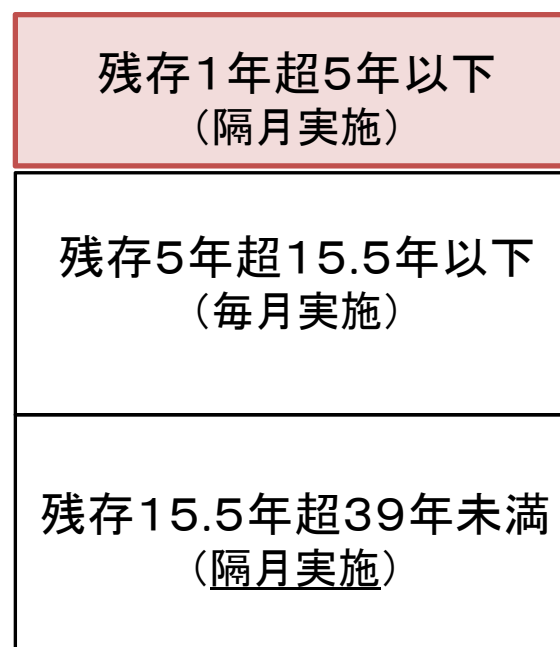 残存1年超5年以下
（隔月実施）
残存5年超15.5年以下
（毎月実施）
残存15.5年超39年未満
（隔月実施）